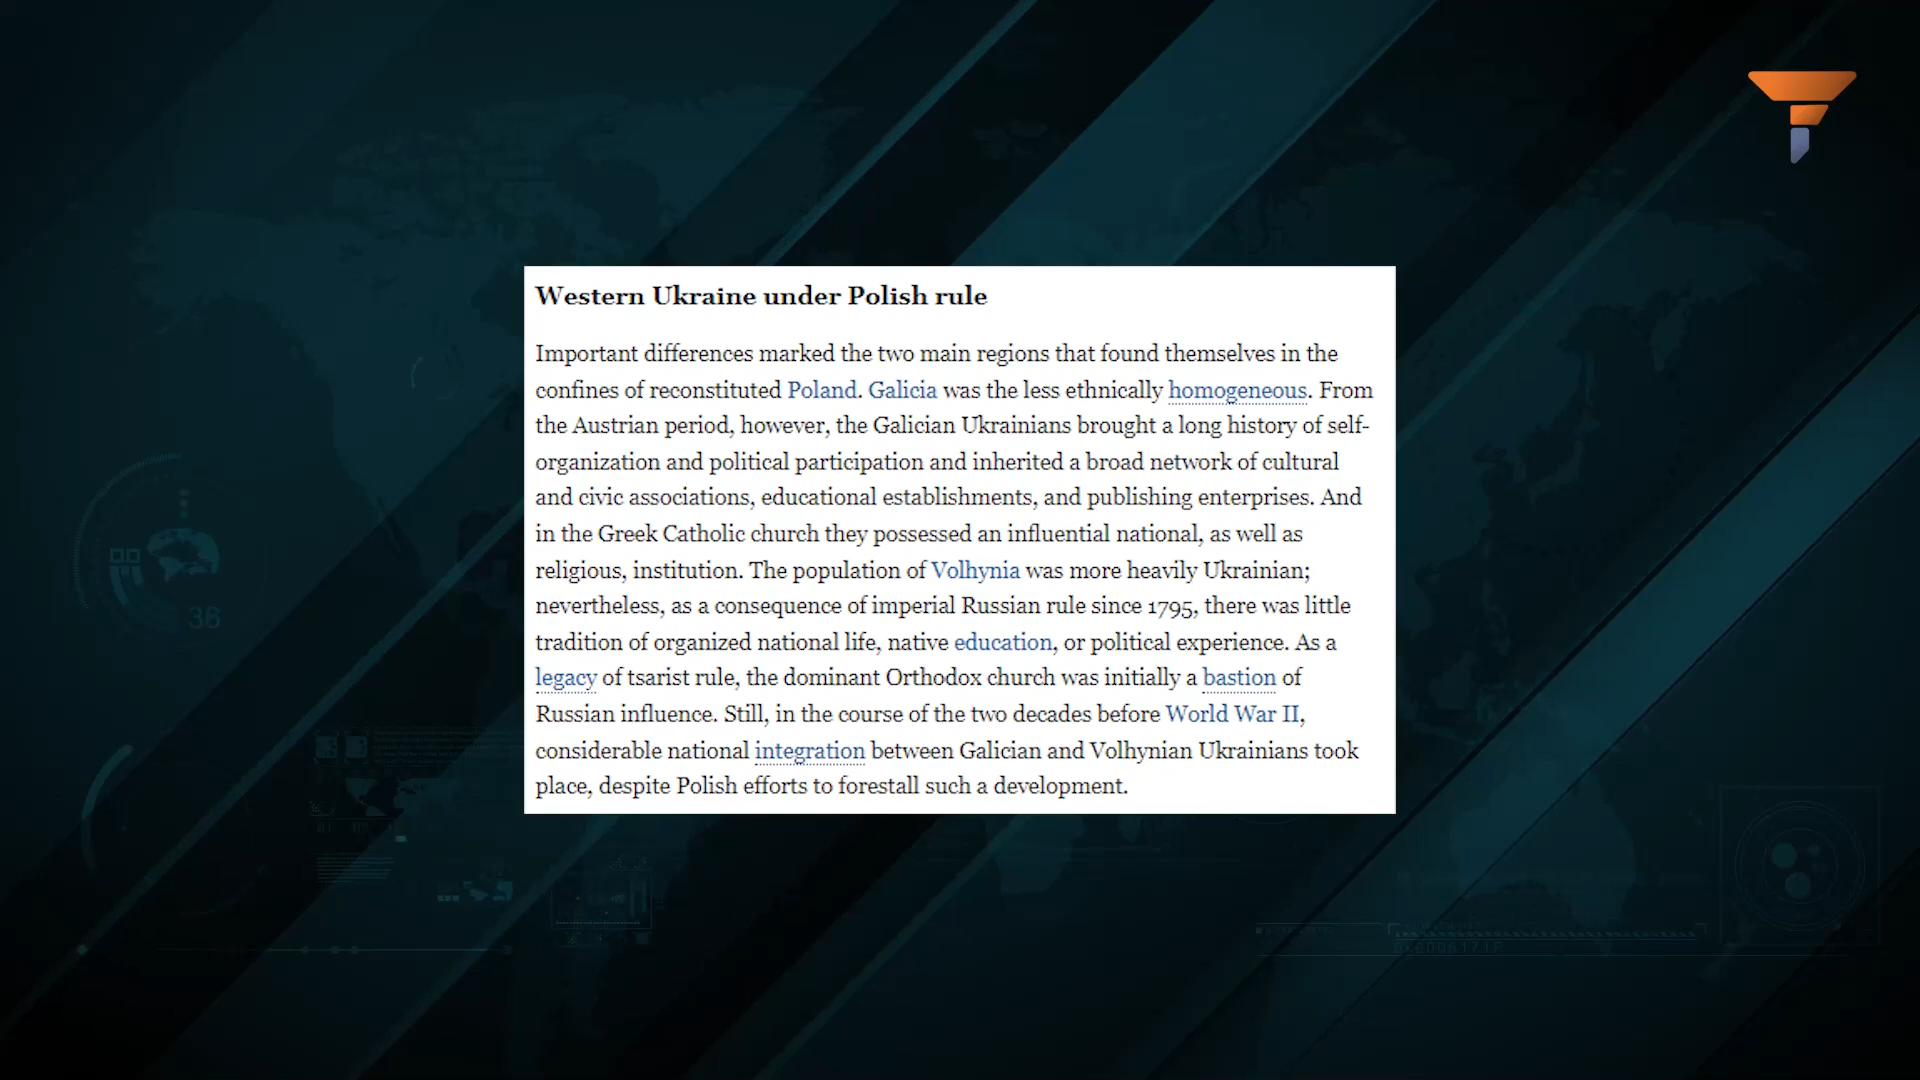 Western Ukraine under Polish rule
Important differences marked the two main regions that found themselves in the
confines of reconstituted Poland. Galicia was the less ethnically homogeneous. From
the Austrian period, however, the Galician Ukrainians brought a long history of self-
organization and political participation and inherited a broad network of cultural
and civic associations, educational establishments, and publishing enterprises. And
in the Greek Catholic church they possessed an influential national, as well as
religious, institution. The population of Volhynia was more heavily Ukrainian;
nevertheless, as a consequence of imperial Russian rule since 1795, there was little
tradition of organized national life, native education, or political experience. As a
legacy of tsarist rule, the dominant Orthodox church was initially a bastion of
Russian influence. Still, in the course of the two decades before World War II,
considerable national integration between Galician and Volhynian Ukrainians took
place, despite Polish efforts to forestall such a development.
36